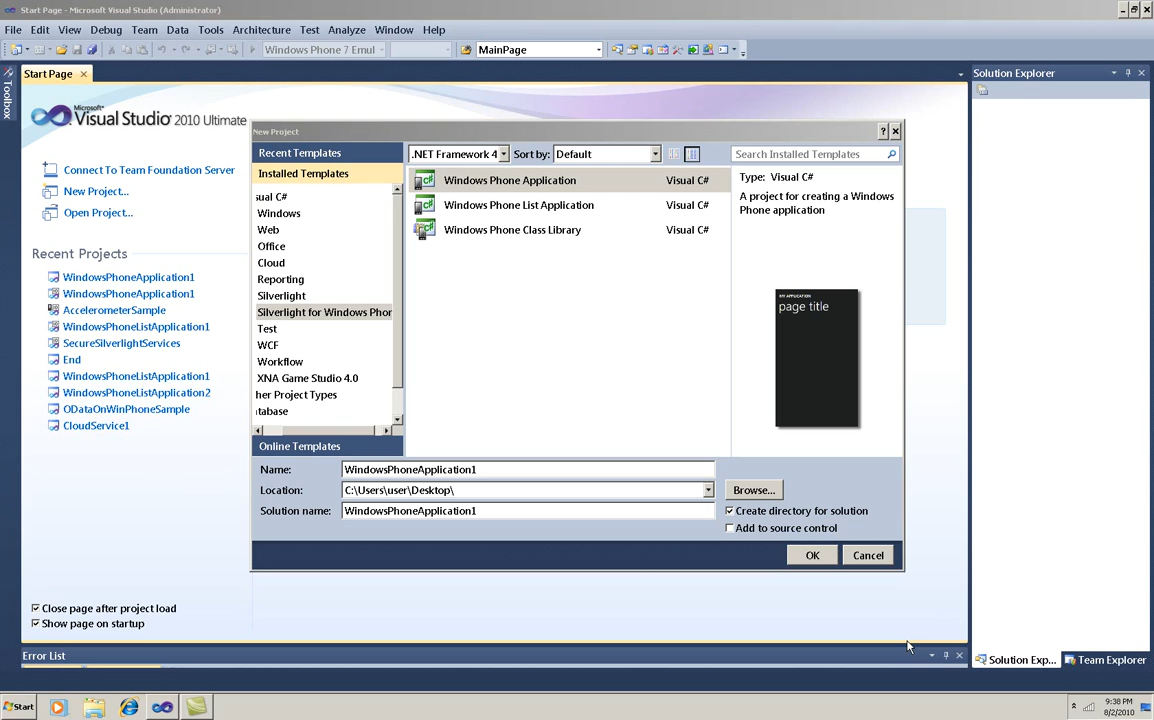 Start Page - Microsoft Visual Studio (Administrator)
File Edit View Debug Team Data Tools Architecture Test Analyze Window Help
Windows Phone 7 Emul
MainPage
Toolbox
Start Page
Solution Explorer
Microsoft®
Visual Studio 2010 Ultimate
Connect To Team Foundation Server
New Project...
Open Project...
Recent Projects
WindowsPhoneApplication1
WindowsPhoneApplication1
AccelerometerSample
WindowsPhoneListApplication1
SecureSilverlightServices
End
WindowsPhoneListApplication1
WindowsPhoneListApplication2
ODataOnWinPhoneSample
CloudService1
Close page after project load
Show page on startup
New Project
Recent Templates
.NET Framework 4 Sort by: Default
Search Installed Templates
Installed Templates
sual C#
Windows
Web
Office
Cloud
Reporting
Silverlight
Silverlight for Windows Phor
Test
WCF
Workflow
XNA Game Studio 4.0
her Project Types
atabase
Online Templates
Windows Phone Application Visual C#
Windows Phone List Application Visual C#
Windows Phone Class Library Visual C#
Type: Visual C#
A project for creating a Windows
Phone application
MY APPLICATION
page title
Name: WindowsPhoneApplication1
Location: C:\Users\user\Desktop\ Browse...
Solution name: WindowsPhoneApplication1
Create directory for solution
Add to source control
OK Cancel
Error List
Solution Exp... Team Explorer
Start
9:38 PM
8/2/2010